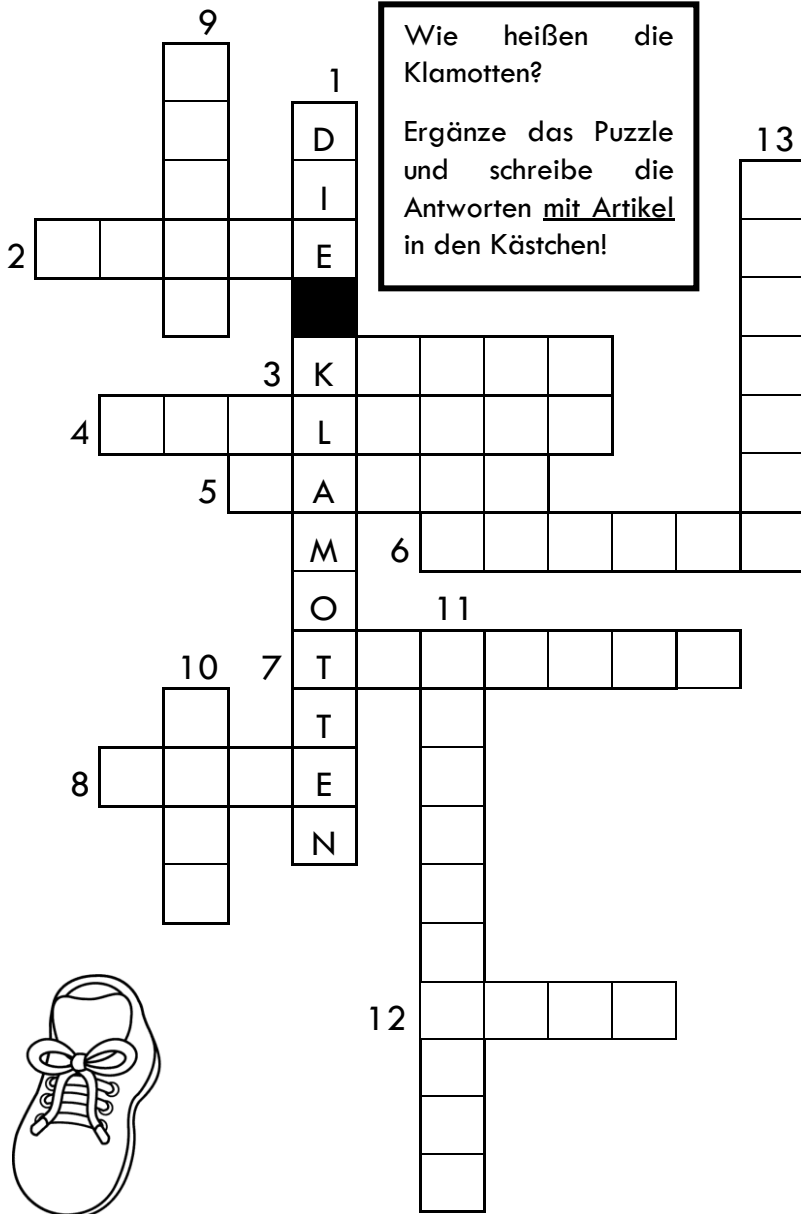 9
Wie heißen die
Klamotten?
Ergänze das Puzzle
und schreibe die
Antworten mit Artikel
in den Kästchen!
1
D
13
I
2
E
3
K
4
L
5
A
M
6
O
11
10
7
T
T
8
E
N
12